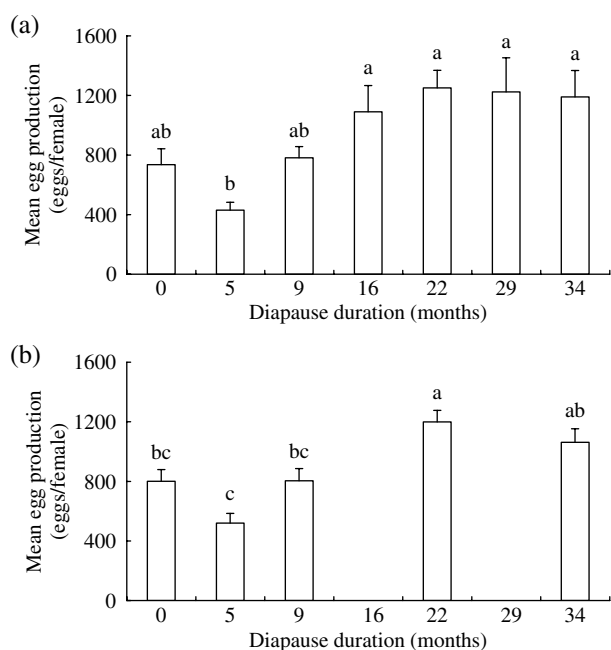 (a)
Mean egg production
(eggs/female)
1600
1200
800
400
0
ab
b
ab
a
a
a
a
0 5 9 16 22 29 34
Diapause duration (months)
(b)
Mean egg production
(eggs/female)
1600
1200
800
400
0
bc
c
bc
a
ab
0 5 9 16 22 29 34
Diapause duration (months)